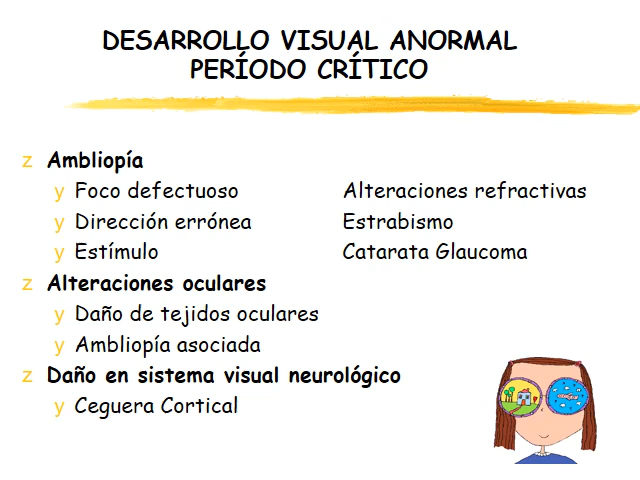 DESARROLLO VISUAL ANORMAL
PERÍODO CRÍTICO
z Ambliopía
y Foco defectuoso Alteraciones refractivas
y Dirección errónea Estrabismo
y Estímulo Catarata Glaucoma
z Alteraciones oculares
y Daño de tejidos oculares
y Ambliopía asociada
z Daño en sistema visual neurológico
y Ceguera Cortical